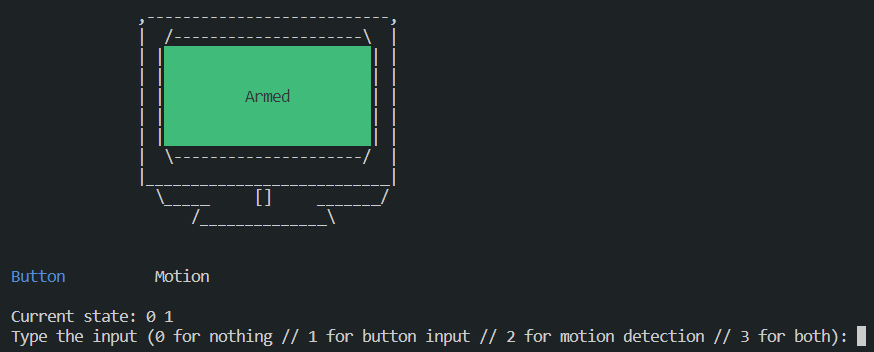 Armed
Button Motion
Current state: 0 1
Type the input (0 for nothing // 1 for button input // 2 for motion detection // 3 for both):